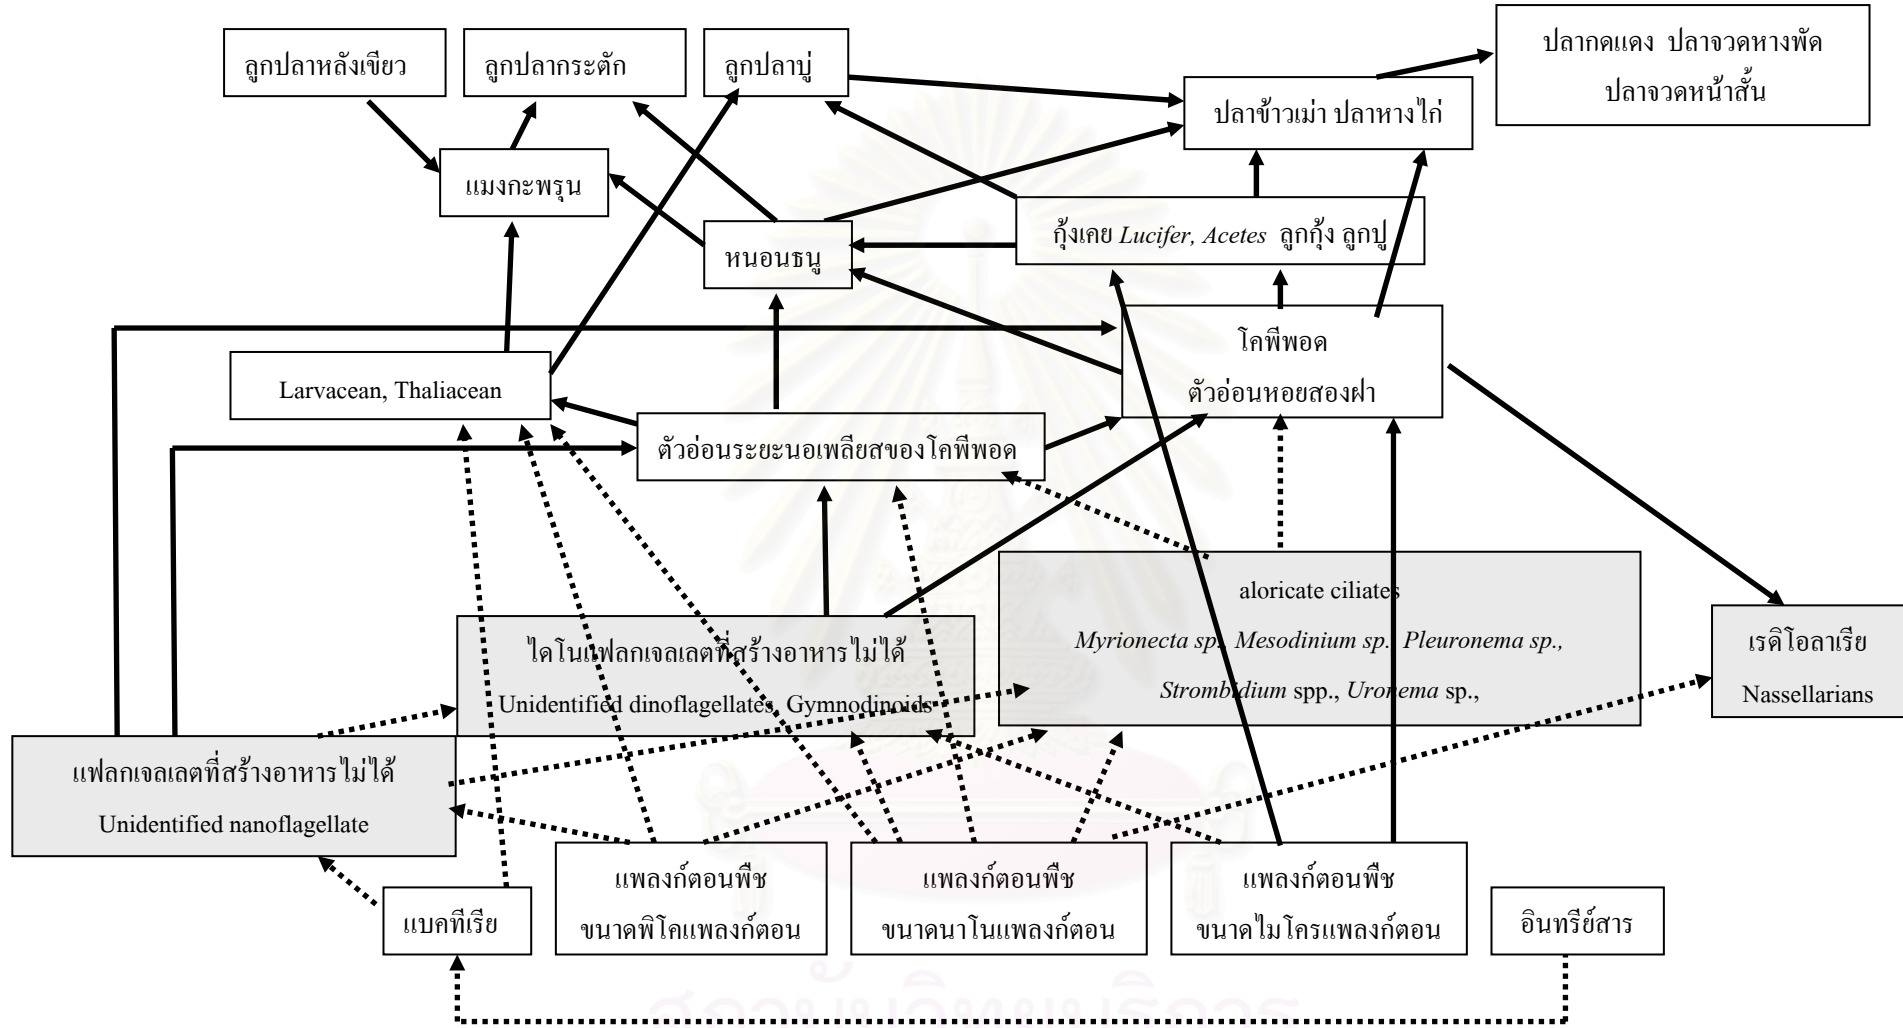 ลูกปลาหลังเขียว
ลูกปลากระตัก
ลูกปลาบู่
ปลากดแดง ปลาจวดหางพัด
ปลาจวดหน้าสั้น
ปลาข้าวเม่า ปลาหางไก่
แมงกะพรุน
หนอนธนู
กุ้งเคย Lucifer, Acetes ลูกกุ้ง ลูกปู
โคพีพอด
ตัวอ่อนหอยสองฝา
Larvacean, Thaliacean
ตัวอ่อนระยะนอเพลียสของโคพีพอด
aloricate ciliates
Myrionecta sp., Mesodinium sp. Pleuronema sp.,
Strombidium spp., Uronema sp.,
เรดิโอลาเรีย
Nassellarians
ไดโนแฟลกเจลเลตที่สร้างอาหารไม่ได้
Unidentified dinoflagellates, Gymnodinoids
แฟลกเจลเลตที่สร้างอาหารไม่ได้
Unidentified nanoflagellate
แบคทีเรีย
แพลงก์ตอนพืช
ขนาดพิโคแพลงก์ตอน
แพลงก์ตอนพืช
ขนาดนาโนแพลงก์ตอน
แพลงก์ตอนพืช
ขนาดไมโครแพลงก์ตอน
อินทรีย์สาร
สถาบันวิทยบริการ